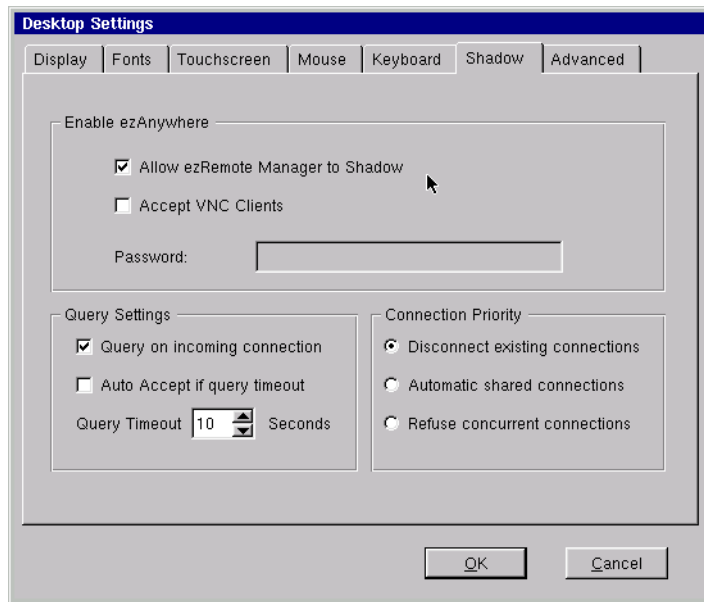 Desktop Settings
Display Fonts Touchscreen Mouse Keyboard Shadow Advanced
Enable ezAnywhere
Allow ezRemote Manager to Shadow
Accept VNC Clients
Password:
Query Settings
Query on incoming connection
Auto Accept if query timeout
Query Timeout 10 Seconds
Connection Priority
Disconnect existing connections
Automatic shared connections
Refuse concurrent connections
OK Cancel